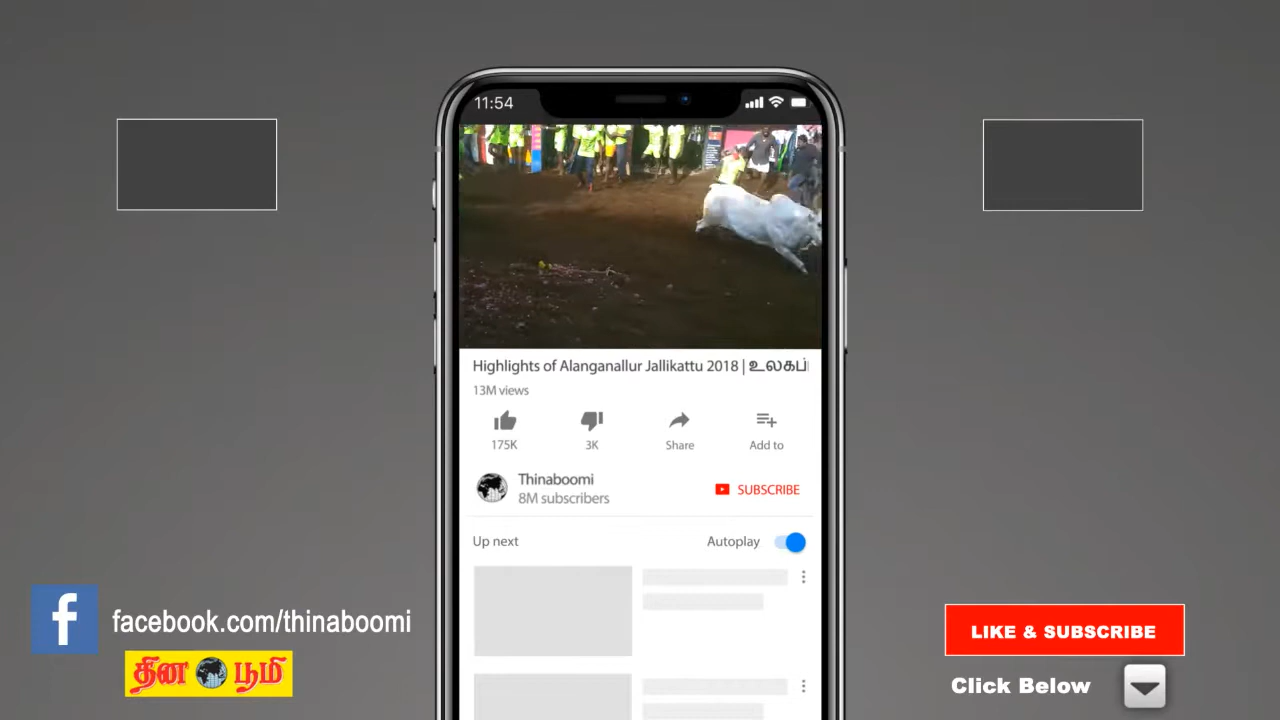 11:54
Highlights of Alanganallur Jallikattu 2018 | உலகப்
13M views
175K
3K
Share
Add to
Thinaboomi
8M subscribers
SUBSCRIBE
Up next
Autoplay
f
facebook.com/thinaboomi
தின பூமி
LIKE & SUBSCRIBE
Click Below